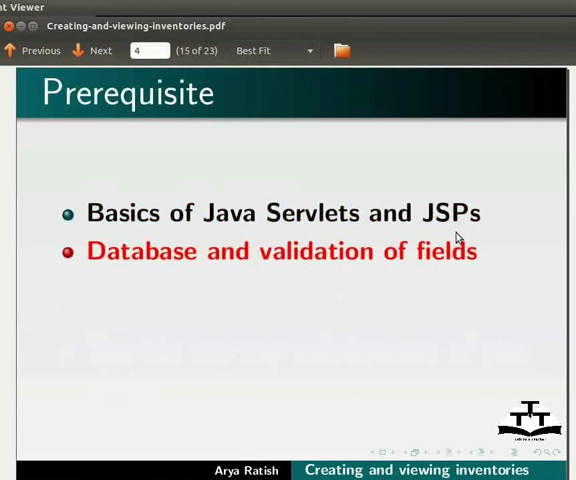 nt Viewer
Creating-and-viewing-inventories.pdf
Previous Next 4 (15 of 23) Best Fit
Prerequisite
Basics of Java Servlets and JSPs
Database and validation of fields
Arya Ratish Creating and viewing inventories